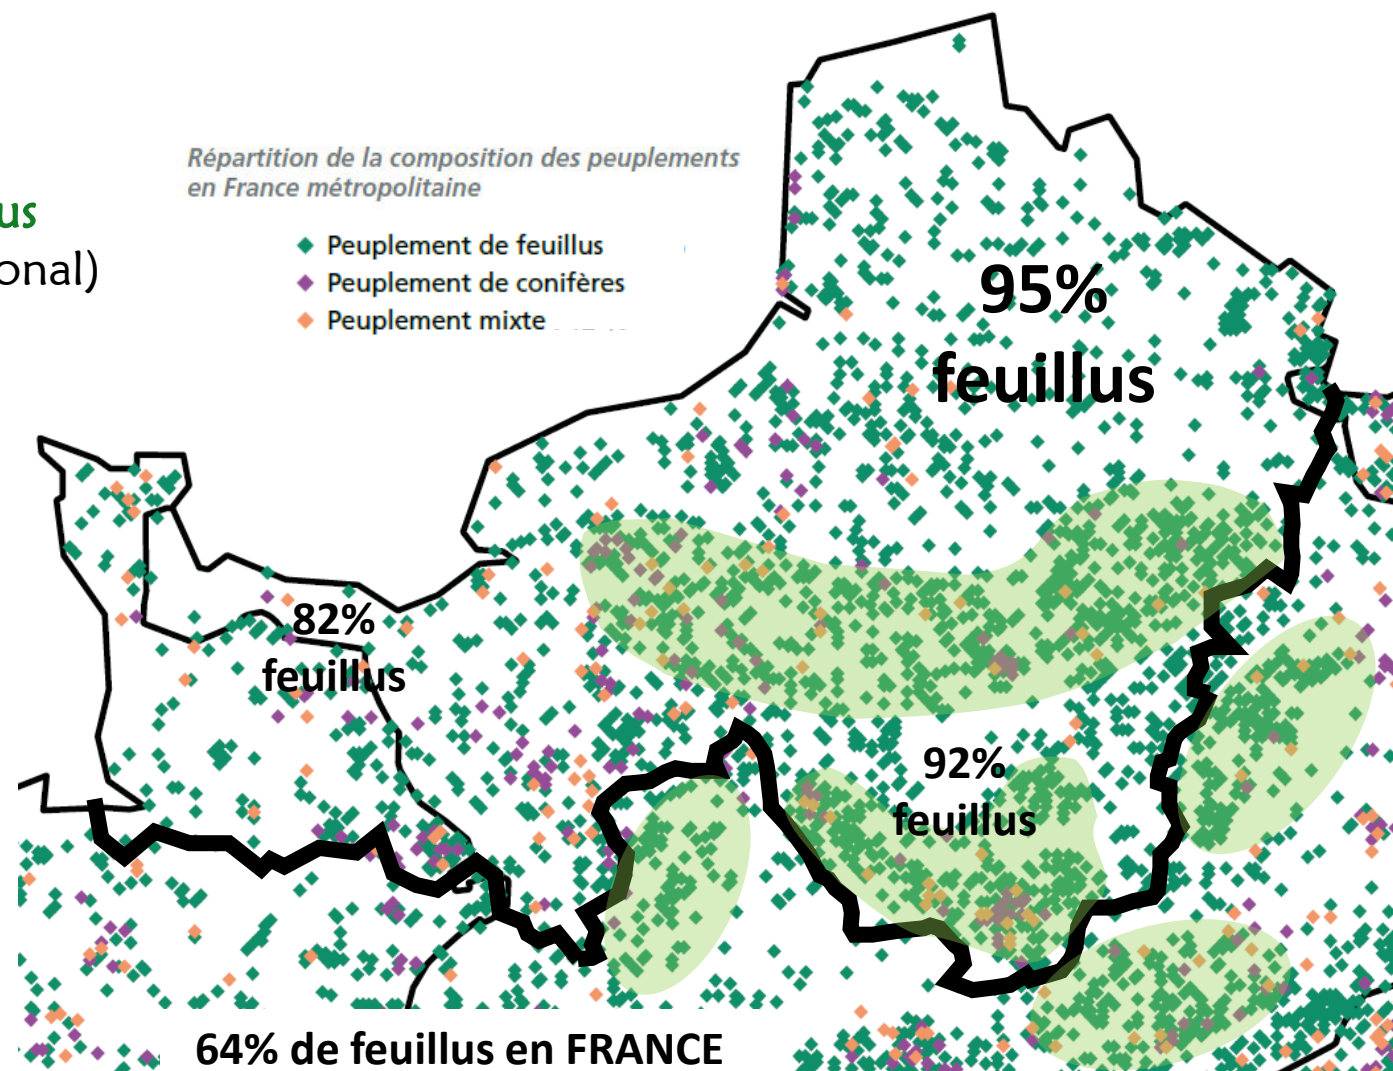 Répartition de la composition des peuplements
en France métropolitaine
us
onal)
Peuplement de feuillus
Peuplement de conifères
Peuplement mixte
95%
feuillus
82%
feuillus
92%
feuillus
64% de feuillus en FRANCE